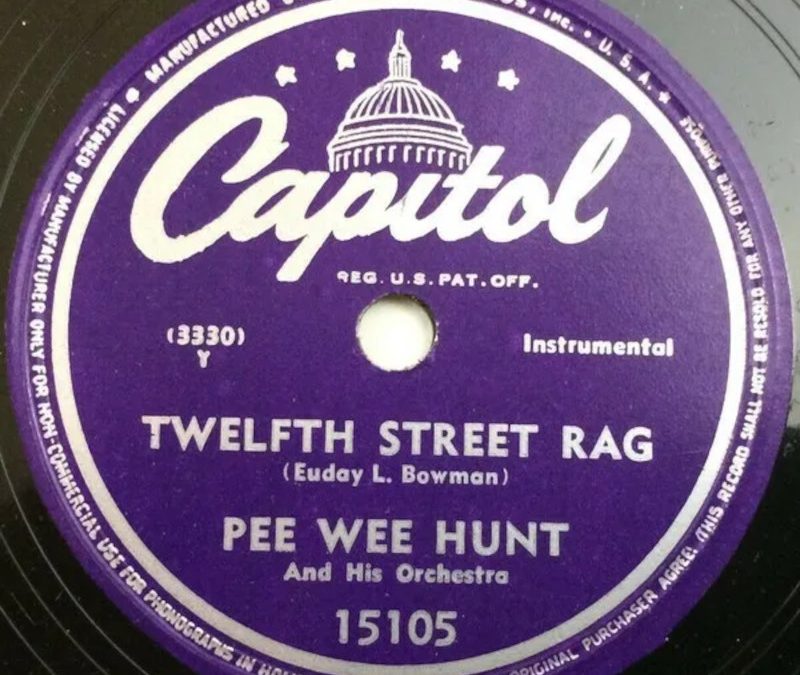 MANUFACTURED
INC. • U. S. A. ★
Capitol
REG. U.S. PAT. OFF.
(3330)
Y
Instrumental
TWELFTH STREET RAG
(Euday L. Bowman)
PEE WEE HUNT
And His Orchestra
15105
LICENSED BY MANUFACTURER ONLY FOR NON-COMMERCIAL USE FOR PHONOGRAPHS IN
ORIGINAL PURCHASER AGREE. (THIS RECORD SHALL NOT BE RESOLD FOR ANY OTHER PURPOSE